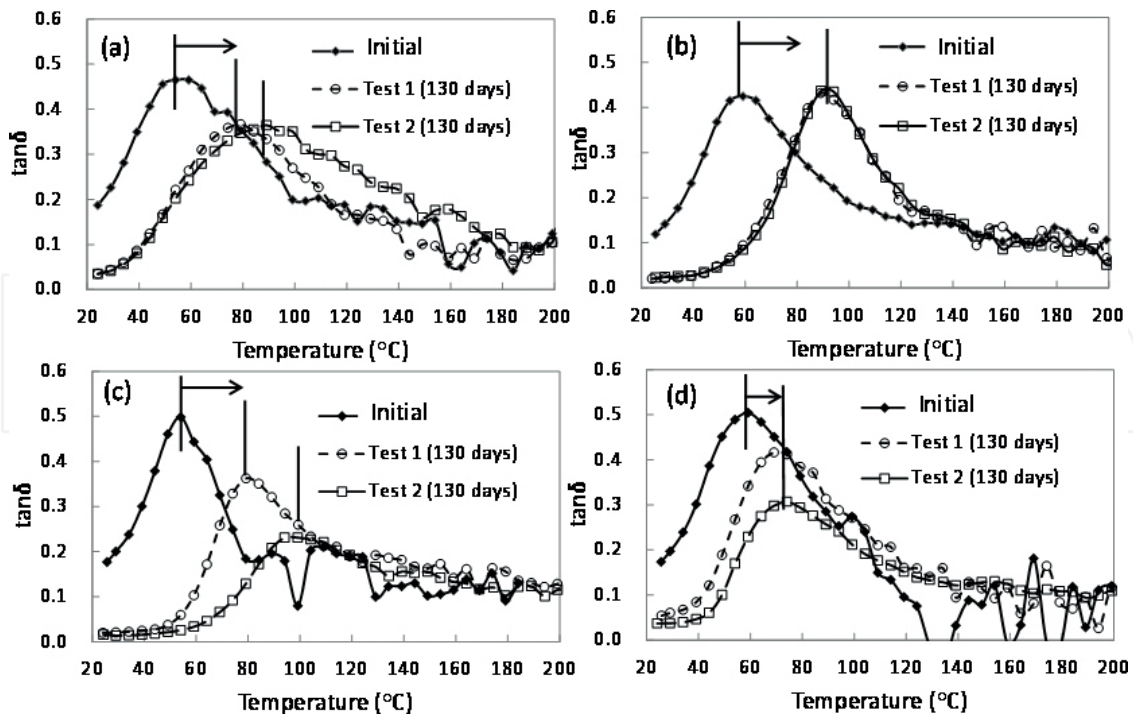 (a)
Initial
Test 1 (130 days)
Test 2 (130 days)
tanδ
0.6
0.5
0.4
0.3
0.2
0.1
0.0
20 40 60 80 100 120 140 160 180 200
Temperature (°C)
(b)
Initial
Test 1 (130 days)
Test 2 (130 days)
tanδ
0.6
0.5
0.4
0.3
0.2
0.1
0.0
20 40 60 80 100 120 140 160 180 200
Temperature (°C)
(c)
Initial
Test 1 (130 days)
Test 2 (130 days)
tanδ
0.6
0.5
0.4
0.3
0.2
0.1
0.0
20 40 60 80 100 120 140 160 180 200
Temperature (°C)
(d)
Initial
Test 1 (130 days)
Test 2 (130 days)
tanδ
0.6
0.5
0.4
0.3
0.2
0.1
0.0
20 40 60 80 100 120 140 160 180 200
Temperature (°C)